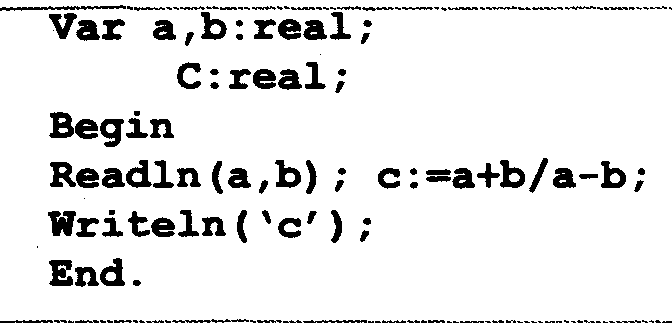 Var a,b:real;
C:real;
Begin
Readln(a,b); c:=a+b/a-b;
Writeln(‘c’);
End.